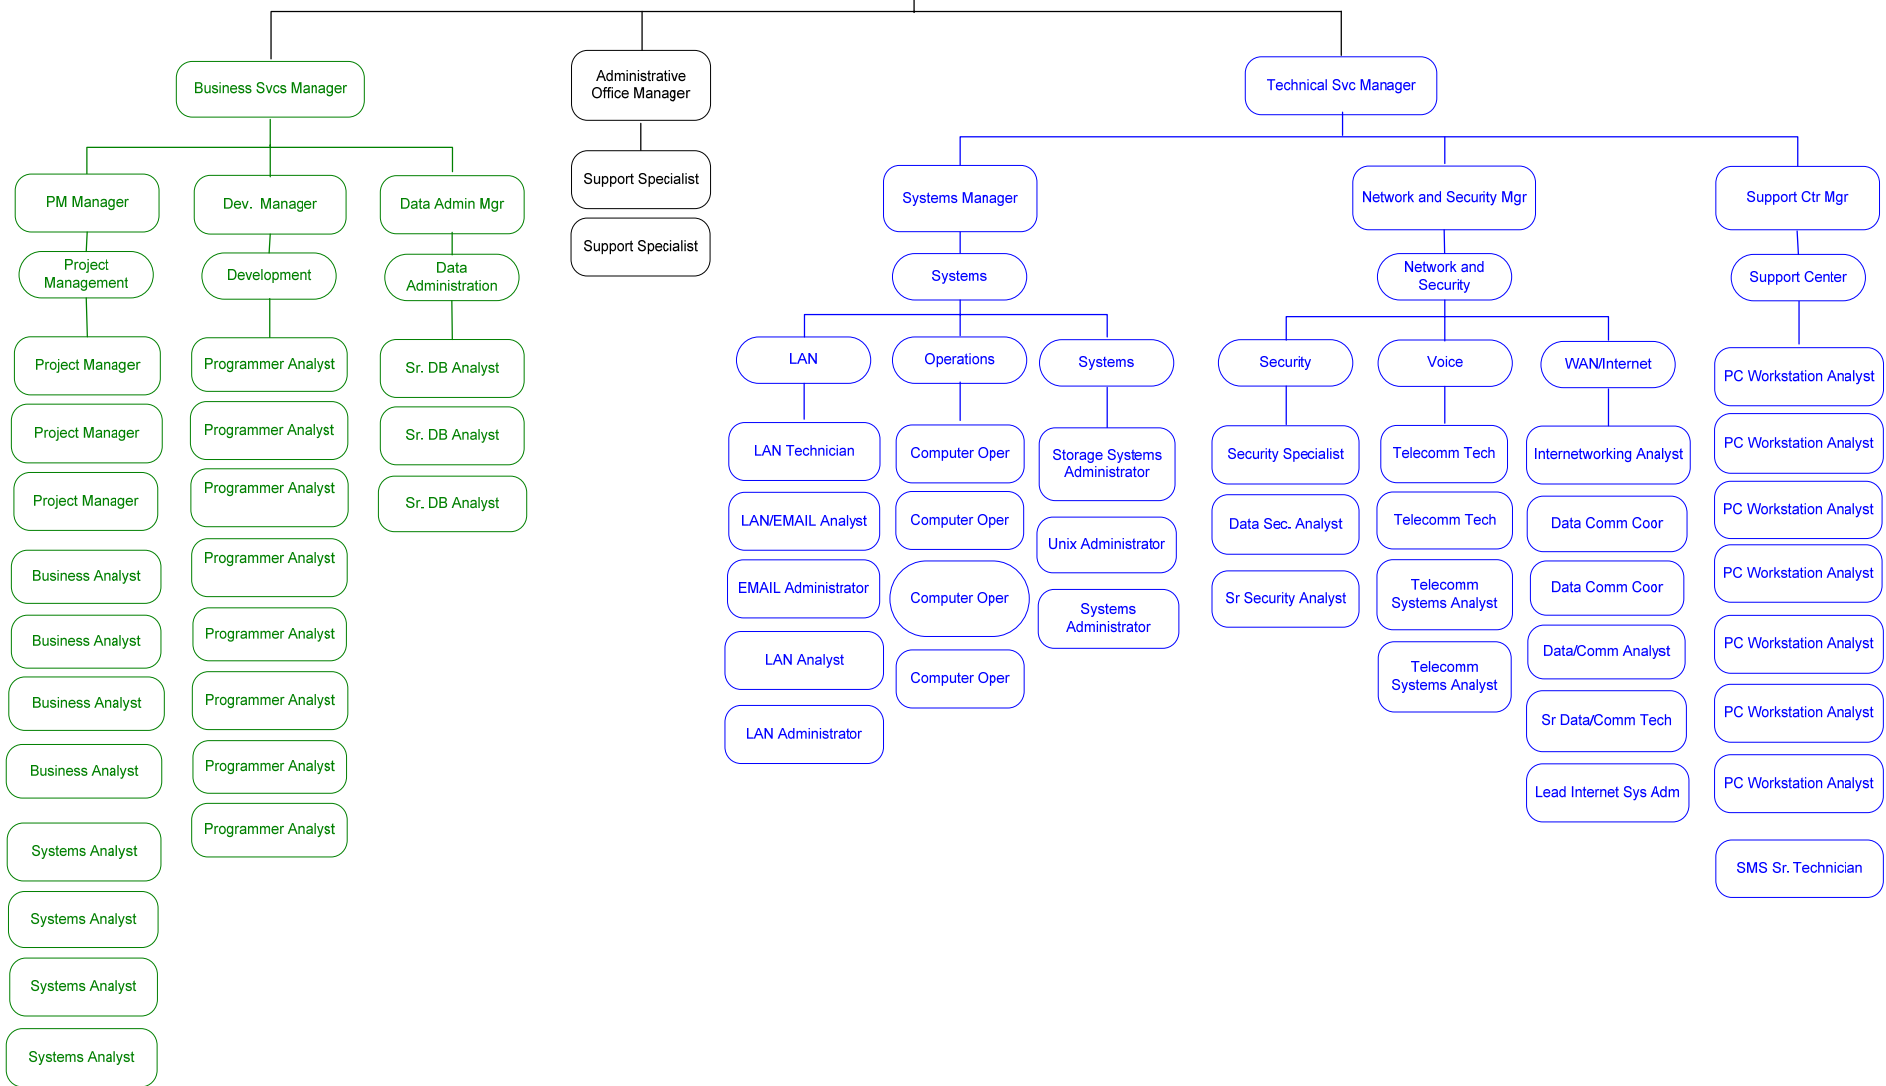 Business Svcs Manager
Administrative
Office Manager
Technical Svc Manager
Support Specialist
Support Specialist
PM Manager
Dev. Manager
Data Admin Mgr
Project
Management
Development
Data
Administration
Project Manager
Project Manager
Project Manager
Business Analyst
Business Analyst
Business Analyst
Business Analyst
Systems Analyst
Systems Analyst
Systems Analyst
Systems Analyst
Programmer Analyst
Programmer Analyst
Programmer Analyst
Programmer Analyst
Programmer Analyst
Programmer Analyst
Programmer Analyst
Programmer Analyst
Sr. DB Analyst
Sr. DB Analyst
Sr. DB Analyst
Systems Manager
Network and Security Mgr
Support Ctr Mgr
Systems
Network and
Security
Support Center
LAN
Operations
Systems
Security
Voice
WAN/Internet
LAN Technician
LAN/EMAIL Analyst
EMAIL Administrator
LAN Analyst
LAN Administrator
Computer Oper
Computer Oper
Computer Oper
Computer Oper
Storage Systems
Administrator
Unix Administrator
Systems
Administrator
Security Specialist
Data Sec. Analyst
Sr Security Analyst
Telecomm Tech
Telecomm Tech
Telecomm
Systems Analyst
Telecomm
Systems Analyst
Internetworking Analyst
Data Comm Coor
Data Comm Coor
Data/Comm Analyst
Sr Data/Comm Tech
Lead Internet Sys Adm
PC Workstation Analyst
PC Workstation Analyst
PC Workstation Analyst
PC Workstation Analyst
PC Workstation Analyst
PC Workstation Analyst
PC Workstation Analyst
SMS Sr. Technician